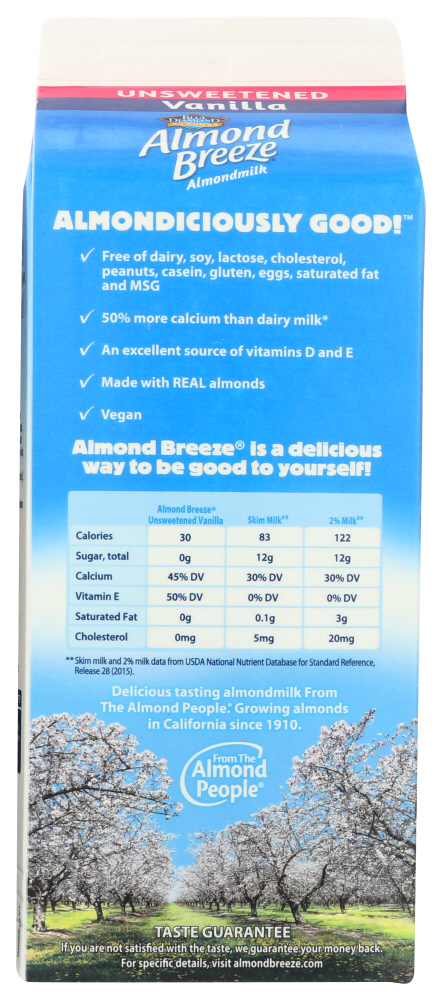 UNSWEETENED
Vanilla
BLUE
DIAMOND
Almond
Breeze®
Almondmilk
ALMONDICIOUSLY GOOD!™
✓ Free of dairy, soy, lactose, cholesterol,
peanuts, casein, gluten, eggs, saturated fat
and MSG
✓ 50% more calcium than dairy milk*
✓ An excellent source of vitamins D and E
✓ Made with REAL almonds
✓ Vegan
Almond Breeze® is a delicious
way to be good to yourself!
Almond Breeze®
Unsweetened Vanilla Skim Milk** 2% Milk**
Calories 30 83 122
Sugar, total 0g 12g 12g
Calcium 45% DV 30% DV 30% DV
Vitamin E 50% DV 0% DV 0% DV
Saturated Fat 0g 0.1g 3g
Cholesterol 0mg 5mg 20mg
** Skim milk and 2% milk data from USDA National Nutrient Database for Standard Reference,
Release 28 (2015).
Delicious tasting almondmilk From
The Almond People.® Growing almonds
in California since 1910.
From The
Almond
People®
TASTE GUARANTEE
If you are not satisfied with the taste, we guarantee your money back.
For specific details, visit almondbreeze.com